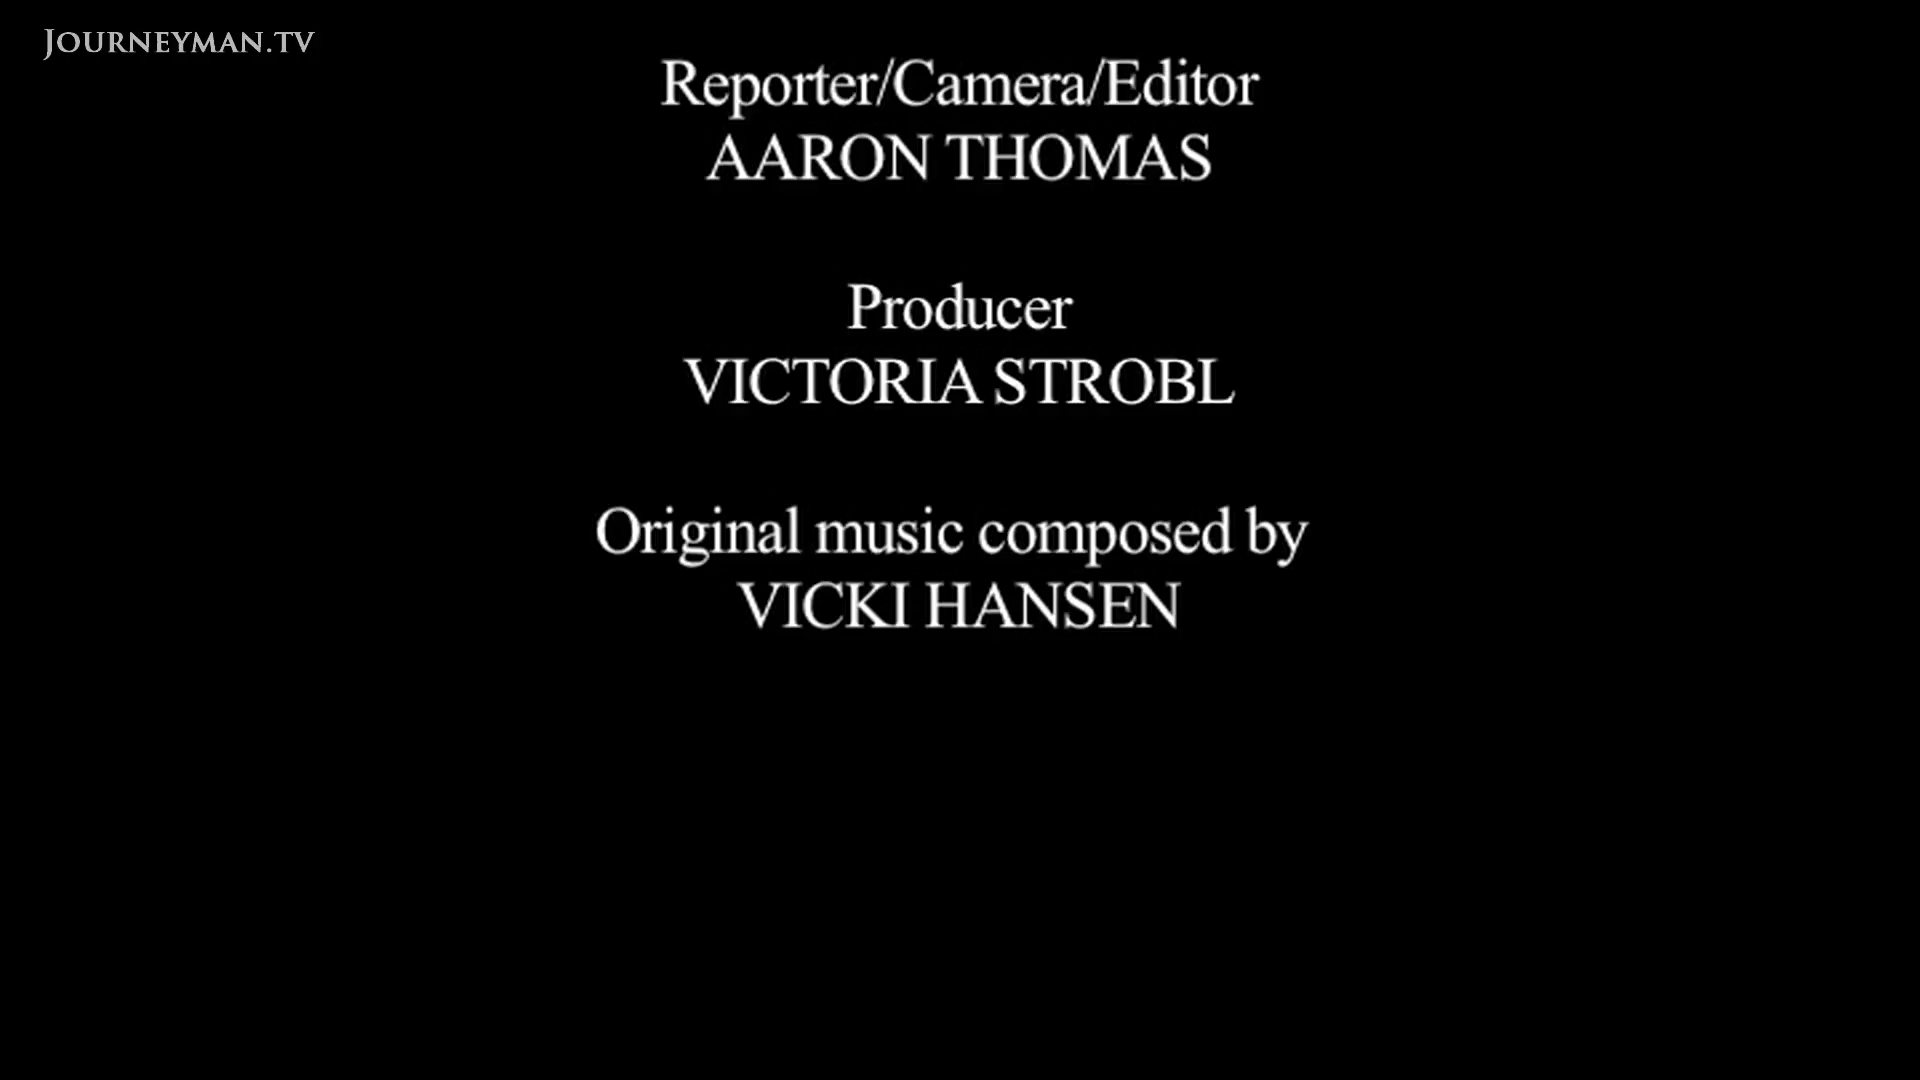 JOURNEYMAN.TV
Reporter/Camera/Editor
AARON THOMAS
Producer
VICTORIA STROBL
Original music composed by
VICKI HANSEN